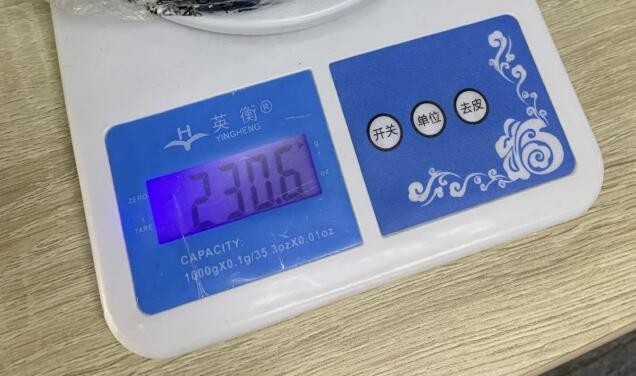 英衡®
YINGHENG
ZERO
TARE
230.6
g
oz
CAPACITY:
1000gX0.1g/35.3ozX0.01oz
开关
单位
去皮